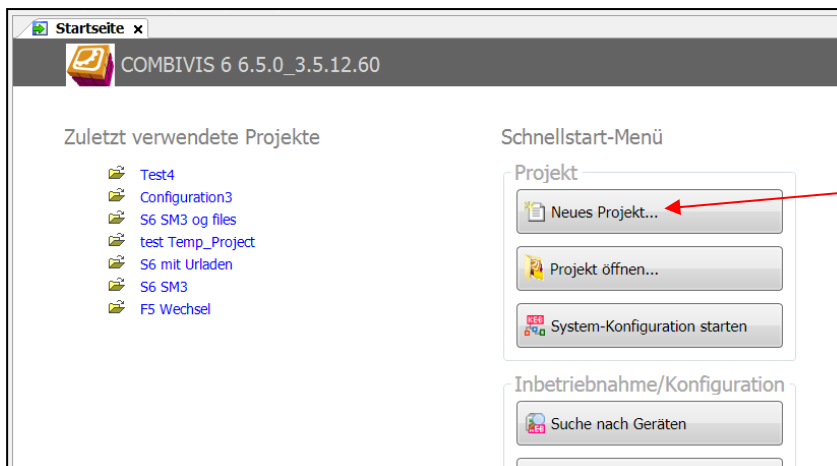 Startseite x
COMBIVIS 6 6.5.0_3.5.12.60
Zuletzt verwendete Projekte
Test4
Configuration3
S6 SM3 og files
test Temp_Project
S6 mit Urladen
S6 SM3
F5 Wechsel
Schnellstart-Menü
Projekt
Neues Projekt...
Projekt öffnen...
KEB System-Konfiguration starten
Inbetriebnahme/Konfiguration
KEB Suche nach Geräten